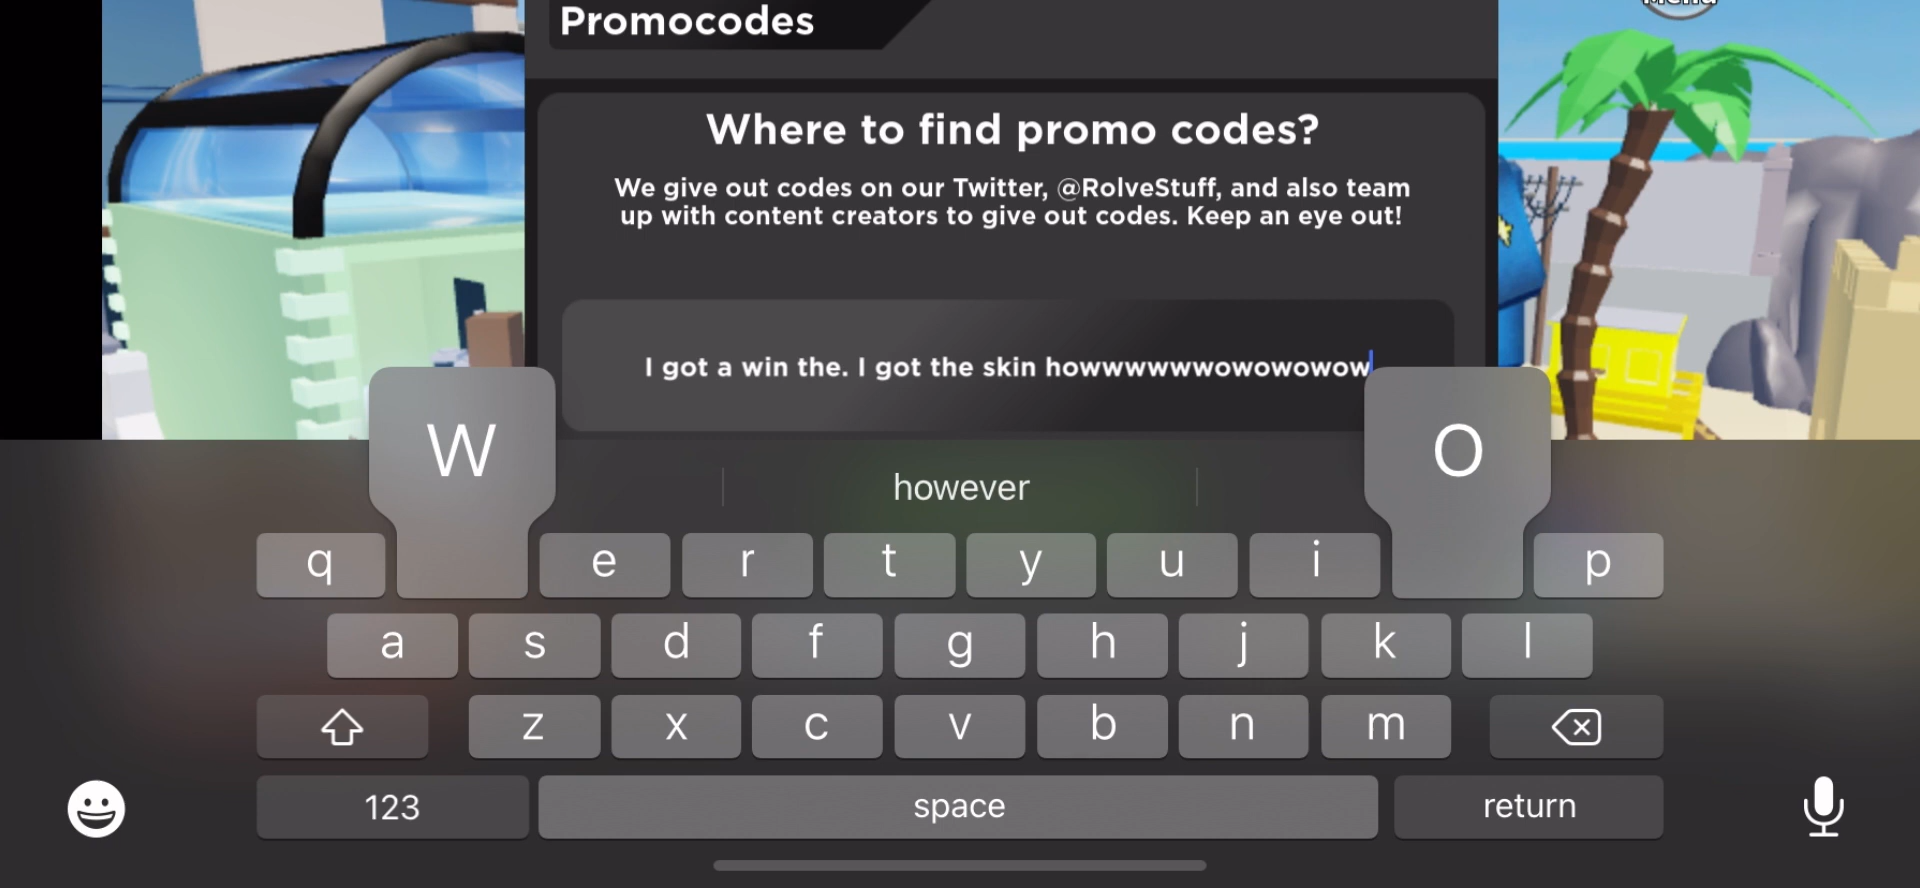 Menu
Promocodes
Where to find promo codes?
We give out codes on our Twitter, @RolveStuff, and also team
up with content creators to give out codes. Keep an eye out!
I got a win the. I got the skin howwwwwwowowowow
W
O
however
q e r t y u i p
a s d f g h j k l
z x c v b n m
123 space return